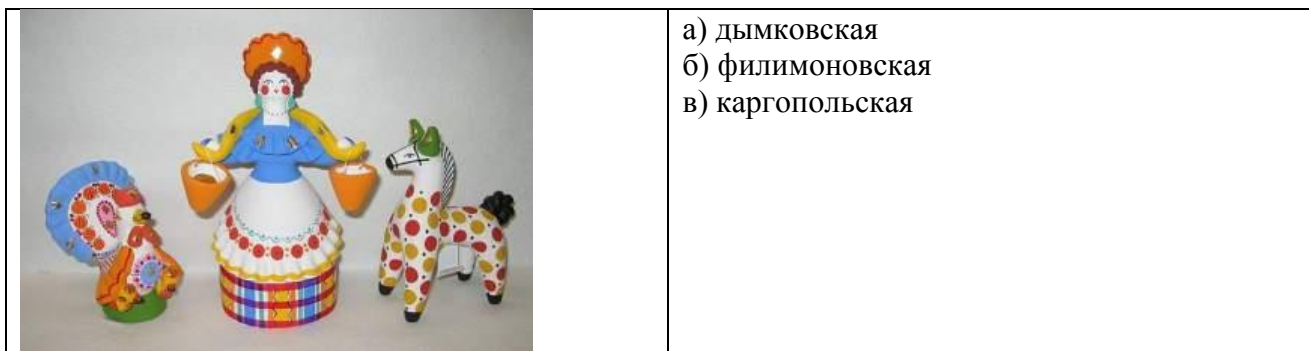 а) дымковская
б) филимоновская
в) каргопольская